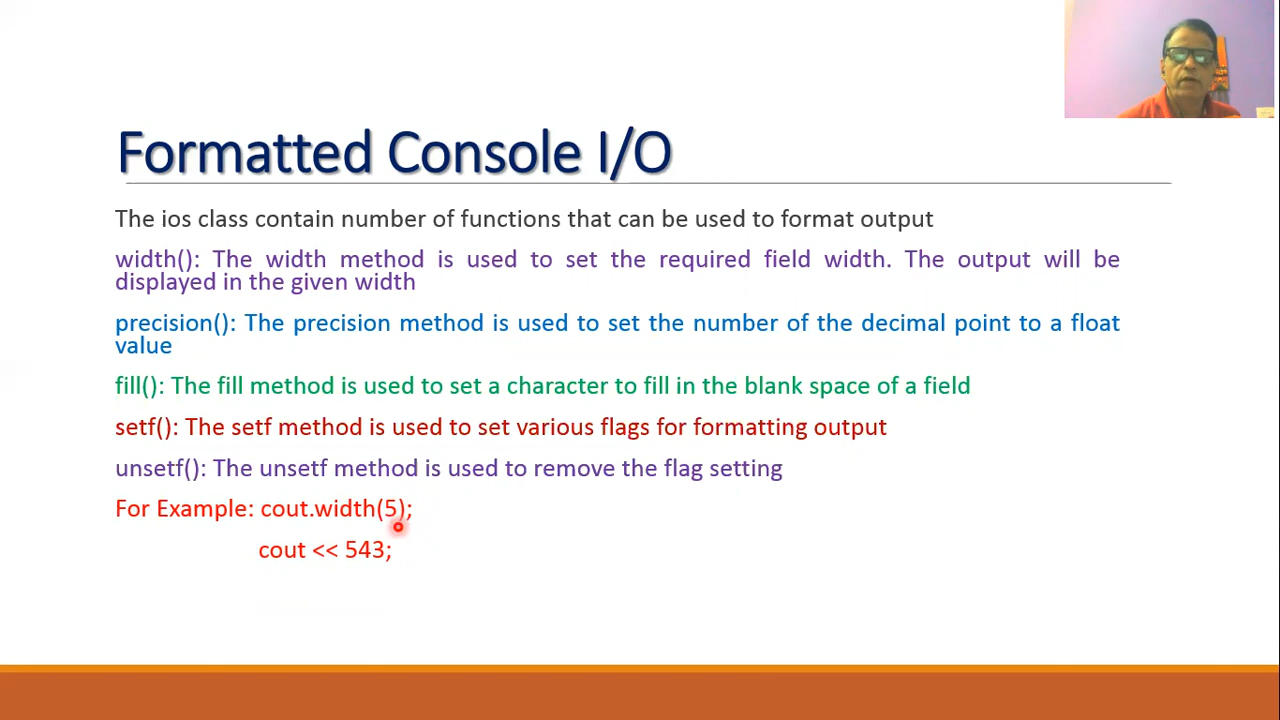 Formatted Console I/O
The ios class contain number of functions that can be used to format output
width(): The width method is used to set the required field width. The output will be
displayed in the given width
precision(): The precision method is used to set the number of the decimal point to a float
value
fill(): The fill method is used to set a character to fill in the blank space of a field
setf(): The setf method is used to set various flags for formatting output
unsetf(): The unsetf method is used to remove the flag setting
For Example: cout.width(5);
cout << 543;